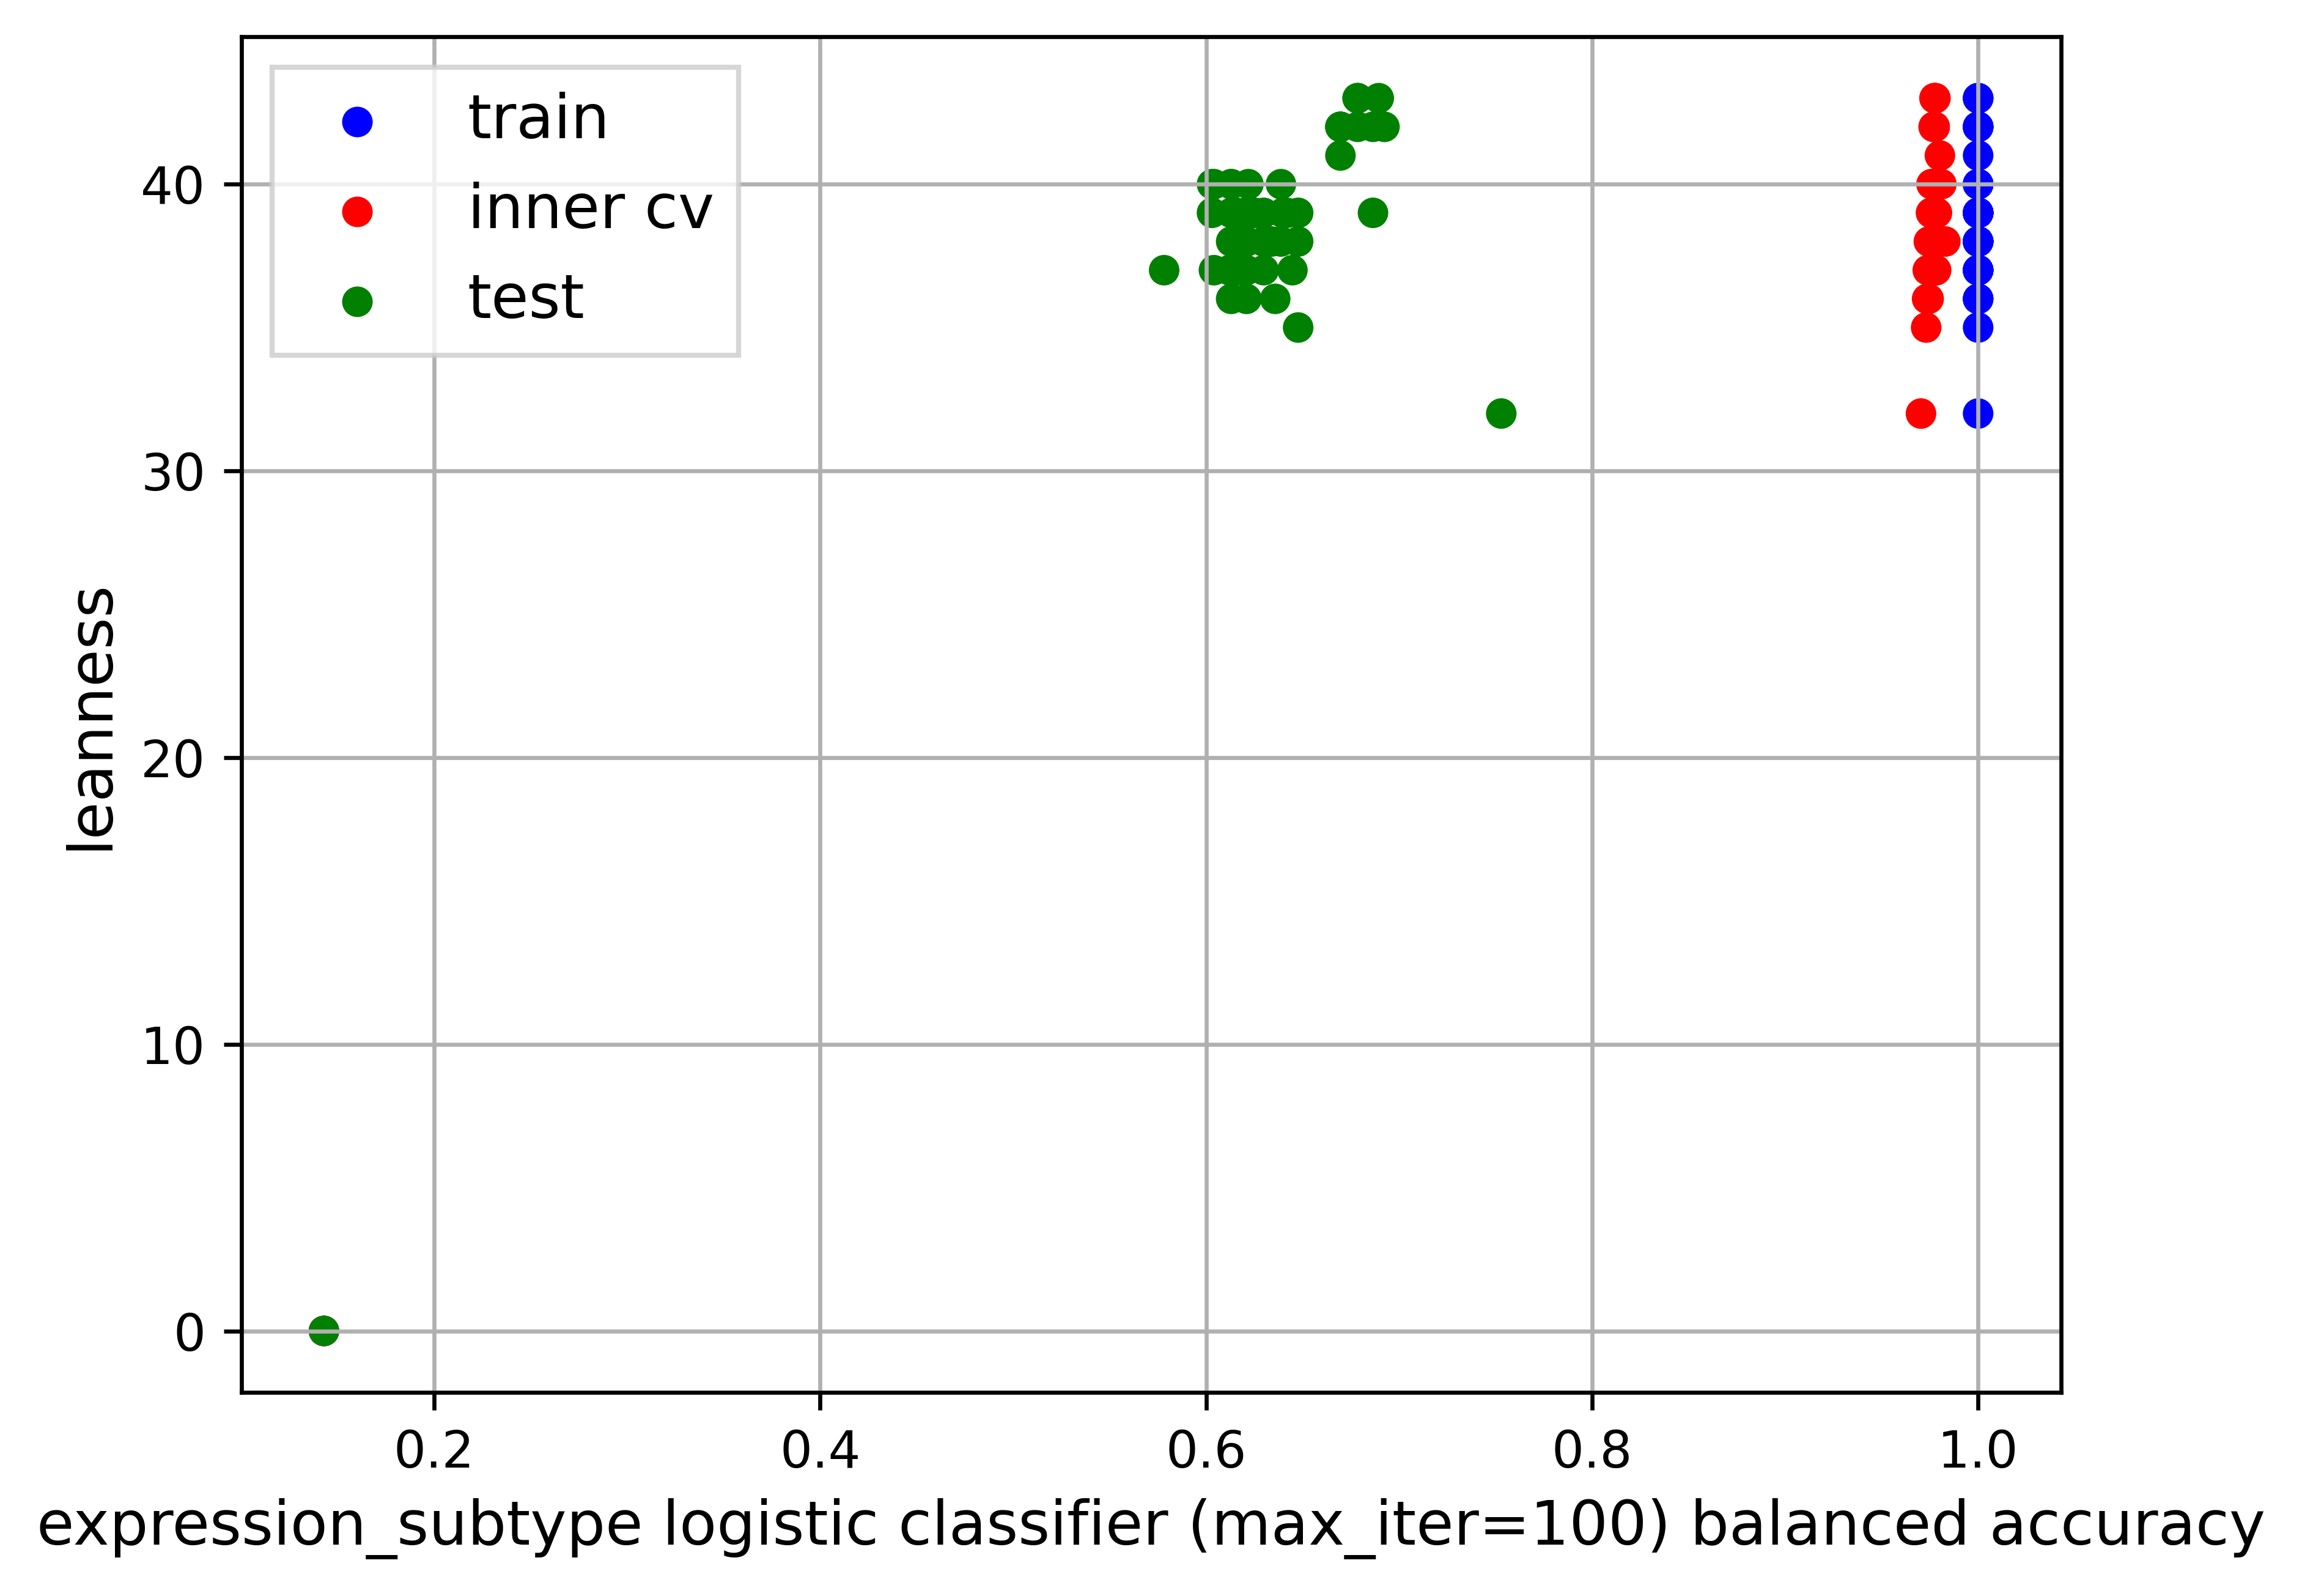 train
inner cv
test
40
30
20
10
0
leanness
0.2 0.4 0.6 0.8 1.0
expression_subtype logistic classifier (max_iter=100) balanced accuracy